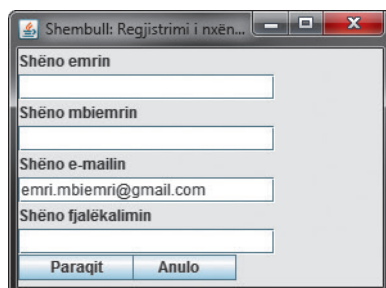 Shembull: Regjistrimi i nxën...
Shëno emrin
Shëno mbiemrin
Shëno e-mailin
emri.mbiemri@gmail.com
Shëno fjalëkalimin
Paraqit Anulo